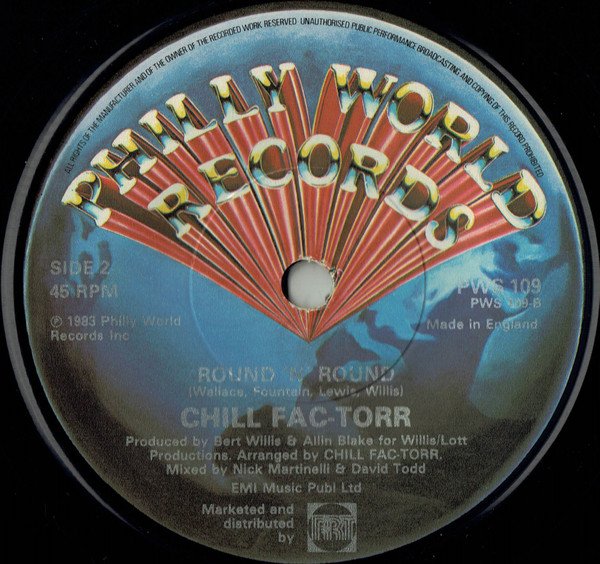 ALL RIGHTS OF THE MANUFACTURER AND OF THE OWNER OF THE RECORDED WORK RESERVED UNAUTHORISED PUBLIC PERFORMANCE BROADCASTING AND COPYING OF THIS RECORD PROHIBITED
PHILLY WORLD
RECORDS
SIDE 2
45 RPM
℗ 1983 Philly World
Records Inc
PWS 109
PWS 109-B
Made in England
ROUND 'N' ROUND
(Wallace, Fountain, Lewis, Willis)
CHILL FAC-TORR
Produced by Bert Willis & Allin Blake for Willis/Lott
Productions. Arranged by CHILL FAC-TORR.
Mixed by Nick Martinelli & David Todd
EMI Music Publ Ltd
Marketed and
distributed
by
PRT